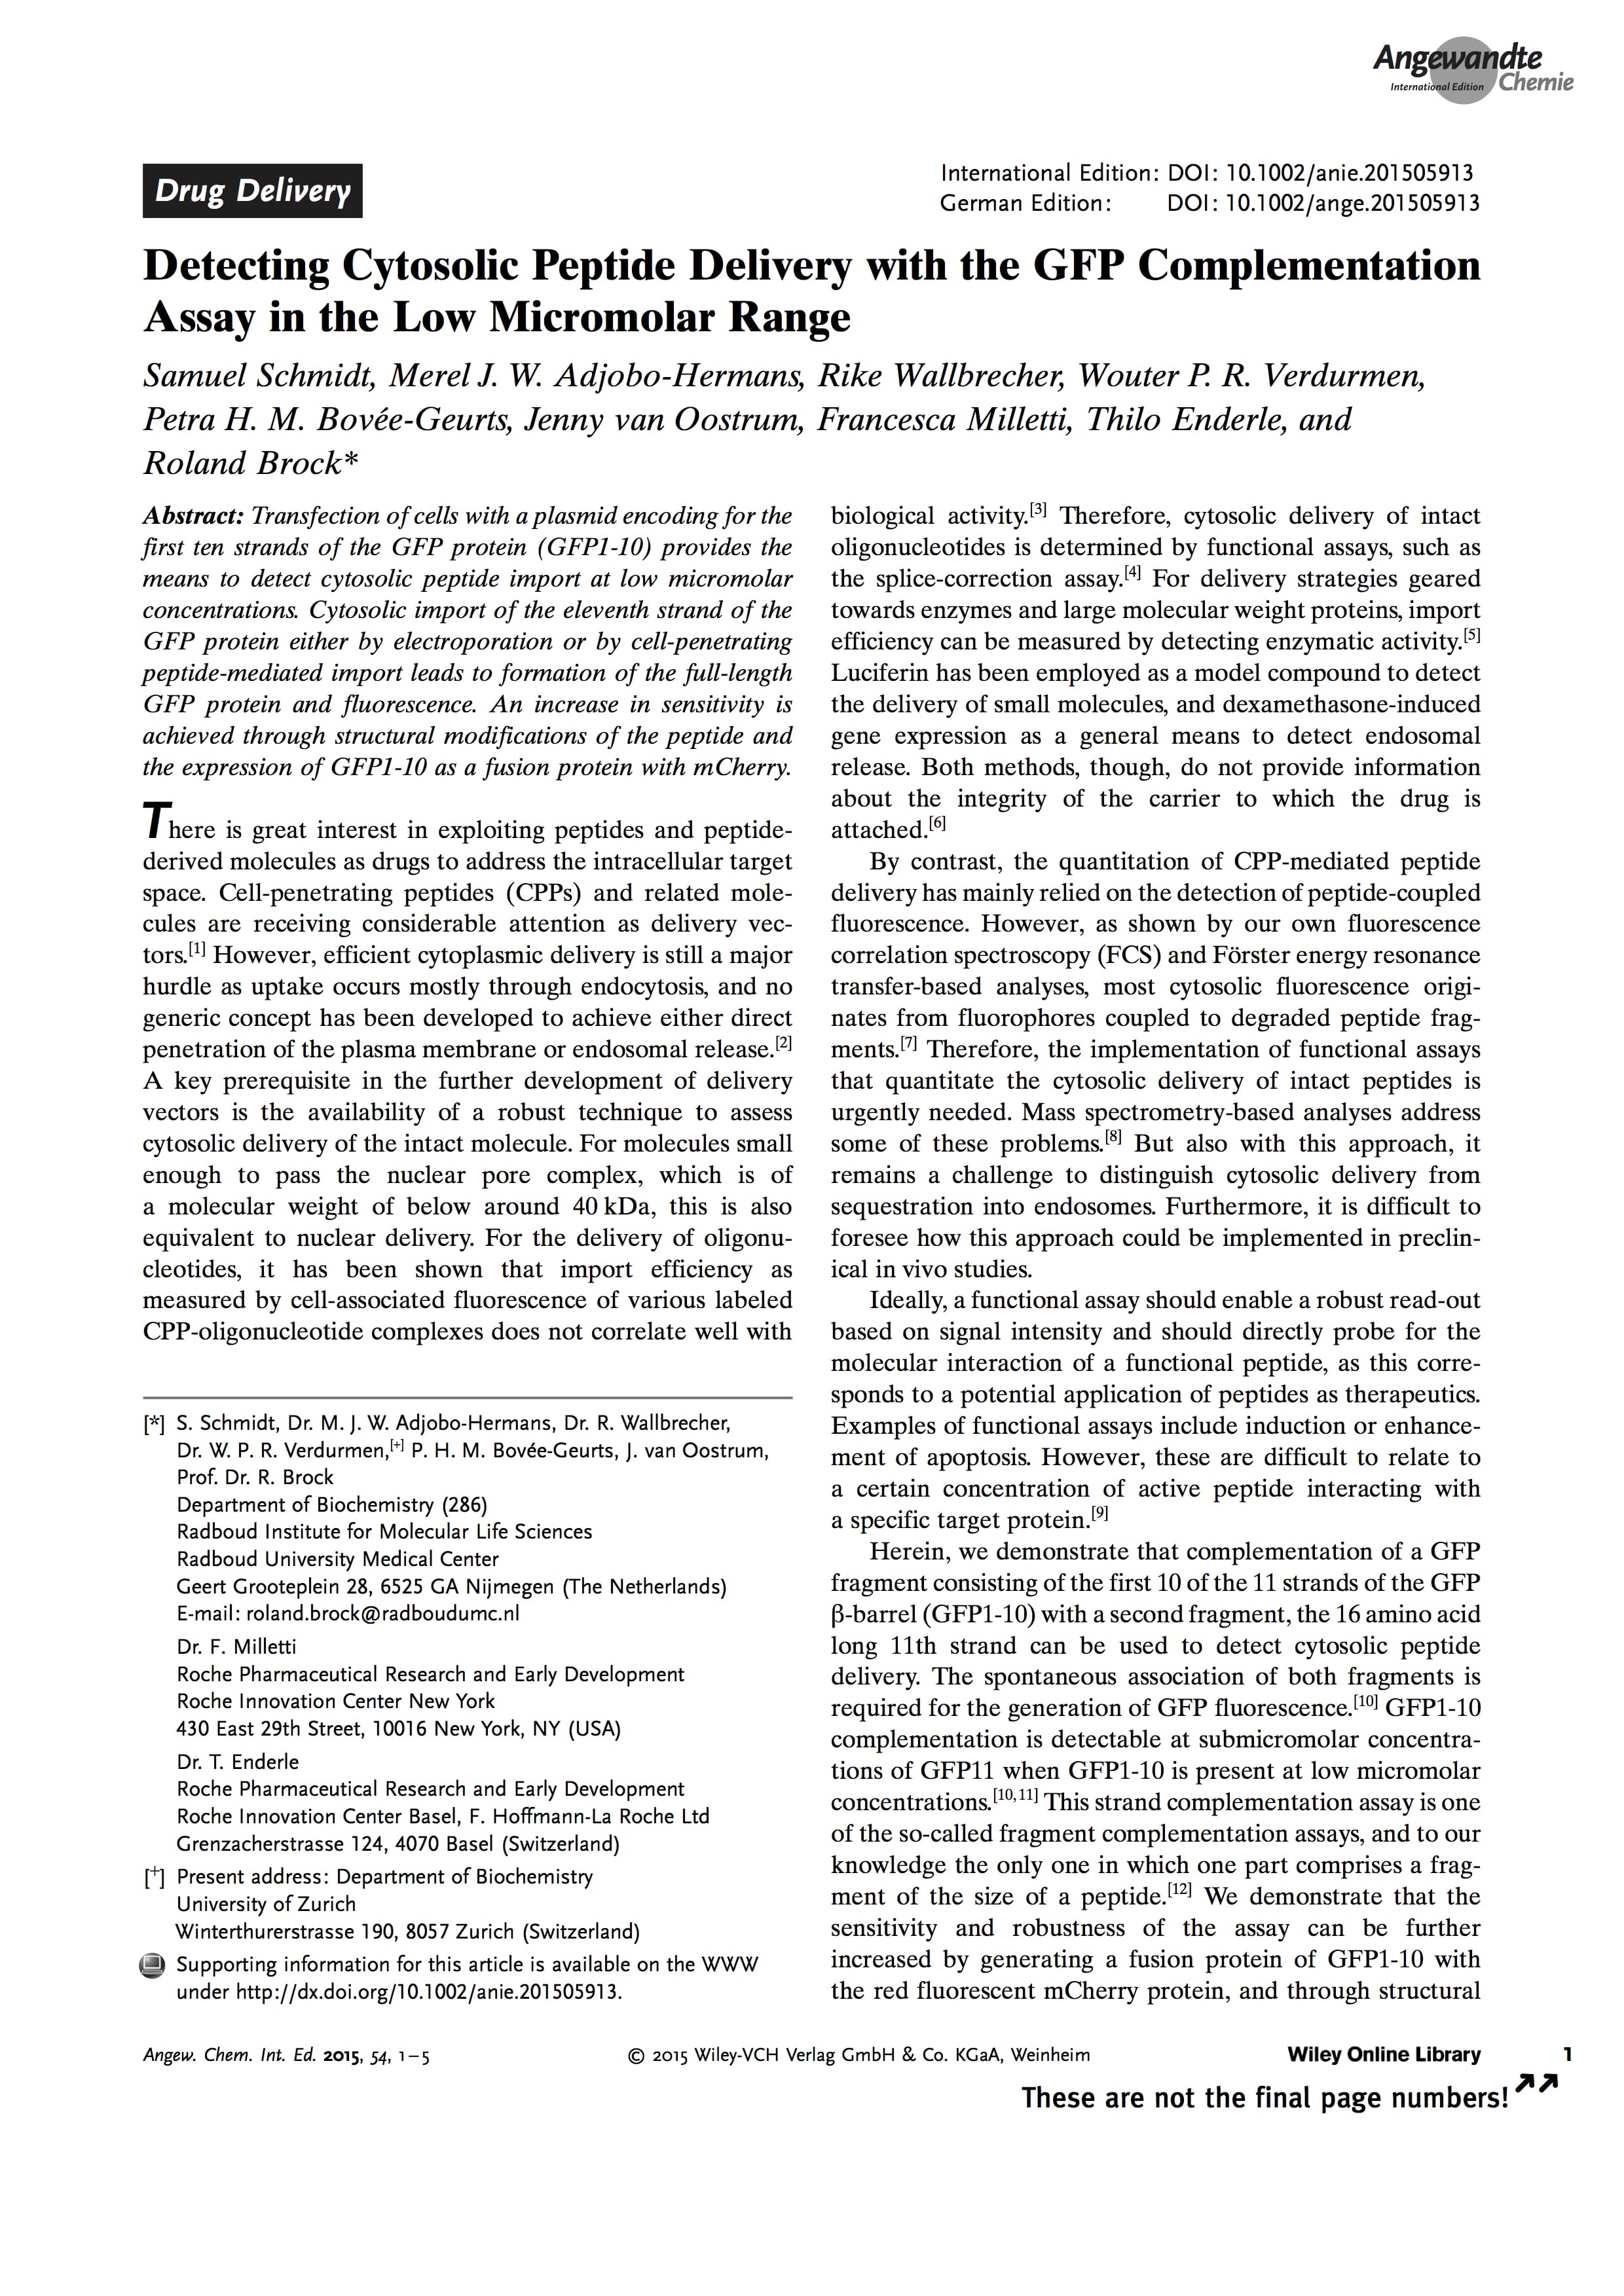 Angewandte
International Edition Chemie
Drug Delivery
International Edition: DOI: 10.1002/anie.201505913
German Edition: DOI: 10.1002/ange.201505913
Detecting Cytosolic Peptide Delivery with the GFP Complementation
Assay in the Low Micromolar Range
Samuel Schmidt, Merel J. W. Adjobo-Hermans, Rike Wallbrecher, Wouter P. R. Verdurmen,
Petra H. M. Bovée-Geurts, Jenny van Oostrum, Francesca Milletti, Thilo Enderle, and
Roland Brock*
Abstract: Transfection of cells with a plasmid encoding for the
first ten strands of the GFP protein (GFP1-10) provides the
means to detect cytosolic peptide import at low micromolar
concentrations. Cytosolic import of the eleventh strand of the
GFP protein either by electroporation or by cell-penetrating
peptide-mediated import leads to formation of the full-length
GFP protein and fluorescence. An increase in sensitivity is
achieved through structural modifications of the peptide and
the expression of GFP1-10 as a fusion protein with mCherry.
There is great interest in exploiting peptides and peptide-
derived molecules as drugs to address the intracellular target
space. Cell-penetrating peptides (CPPs) and related mole-
cules are receiving considerable attention as delivery vec-
tors.[1] However, efficient cytoplasmic delivery is still a major
hurdle as uptake occurs mostly through endocytosis, and no
generic concept has been developed to achieve either direct
penetration of the plasma membrane or endosomal release.[2]
A key prerequisite in the further development of delivery
vectors is the availability of a robust technique to assess
cytosolic delivery of the intact molecule. For molecules small
enough to pass the nuclear pore complex, which is of
a molecular weight of below around 40 kDa, this is also
equivalent to nuclear delivery. For the delivery of oligonu-
cleotides, it has been shown that import efficiency as
measured by cell-associated fluorescence of various labeled
CPP-oligonucleotide complexes does not correlate well with
[*] S. Schmidt, Dr. M. J. W. Adjobo-Hermans, Dr. R. Wallbrecher,
Dr. W. P. R. Verdurmen,[+] P. H. M. Bovée-Geurts, J. van Oostrum,
Prof. Dr. R. Brock
Department of Biochemistry (286)
Radboud Institute for Molecular Life Sciences
Radboud University Medical Center
Geert Grooteplein 28, 6525 GA Nijmegen (The Netherlands)
E-mail: roland.brock@radboudumc.nl
Dr. F. Milletti
Roche Pharmaceutical Research and Early Development
Roche Innovation Center New York
430 East 29th Street, 10016 New York, NY (USA)
Dr. T. Enderle
Roche Pharmaceutical Research and Early Development
Roche Innovation Center Basel, F. Hoffmann-La Roche Ltd
Grenzacherstrasse 124, 4070 Basel (Switzerland)
[+] Present address: Department of Biochemistry
University of Zurich
Winterthurerstrasse 190, 8057 Zurich (Switzerland)
Supporting information for this article is available on the WWW
under http://dx.doi.org/10.1002/anie.201505913.
biological activity.[3] Therefore, cytosolic delivery of intact
oligonucleotides is determined by functional assays, such as
the splice-correction assay.[4] For delivery strategies geared
towards enzymes and large molecular weight proteins, import
efficiency can be measured by detecting enzymatic activity.[5]
Luciferin has been employed as a model compound to detect
the delivery of small molecules, and dexamethasone-induced
gene expression as a general means to detect endosomal
release. Both methods, though, do not provide information
about the integrity of the carrier to which the drug is
attached.[6]
By contrast, the quantitation of CPP-mediated peptide
delivery has mainly relied on the detection of peptide-coupled
fluorescence. However, as shown by our own fluorescence
correlation spectroscopy (FCS) and Förster energy resonance
transfer-based analyses, most cytosolic fluorescence origi-
nates from fluorophores coupled to degraded peptide frag-
ments.[7] Therefore, the implementation of functional assays
that quantitate the cytosolic delivery of intact peptides is
urgently needed. Mass spectrometry-based analyses address
some of these problems.[8] But also with this approach, it
remains a challenge to distinguish cytosolic delivery from
sequestration into endosomes. Furthermore, it is difficult to
foresee how this approach could be implemented in preclin-
ical in vivo studies.
Ideally, a functional assay should enable a robust read-out
based on signal intensity and should directly probe for the
molecular interaction of a functional peptide, as this corre-
sponds to a potential application of peptides as therapeutics.
Examples of functional assays include induction or enhance-
ment of apoptosis. However, these are difficult to relate to
a certain concentration of active peptide interacting with
a specific target protein.[9]
Herein, we demonstrate that complementation of a GFP
fragment consisting of the first 10 of the 11 strands of the GFP
β-barrel (GFP1-10) with a second fragment, the 16 amino acid
long 11th strand can be used to detect cytosolic peptide
delivery. The spontaneous association of both fragments is
required for the generation of GFP fluorescence.[10] GFP1-10
complementation is detectable at submicromolar concentra-
tions of GFP11 when GFP1-10 is present at low micromolar
concentrations.[10,11] This strand complementation assay is one
of the so-called fragment complementation assays, and to our
knowledge the only one in which one part comprises a frag-
ment of the size of a peptide.[12] We demonstrate that the
sensitivity and robustness of the assay can be further
increased by generating a fusion protein of GFP1-10 with
the red fluorescent mCherry protein, and through structural
Angew. Chem. Int. Ed. 2015, 54, 1–5 © 2015 Wiley-VCH Verlag GmbH & Co. KGaA, Weinheim Wiley Online Library 1
These are not the final page numbers!